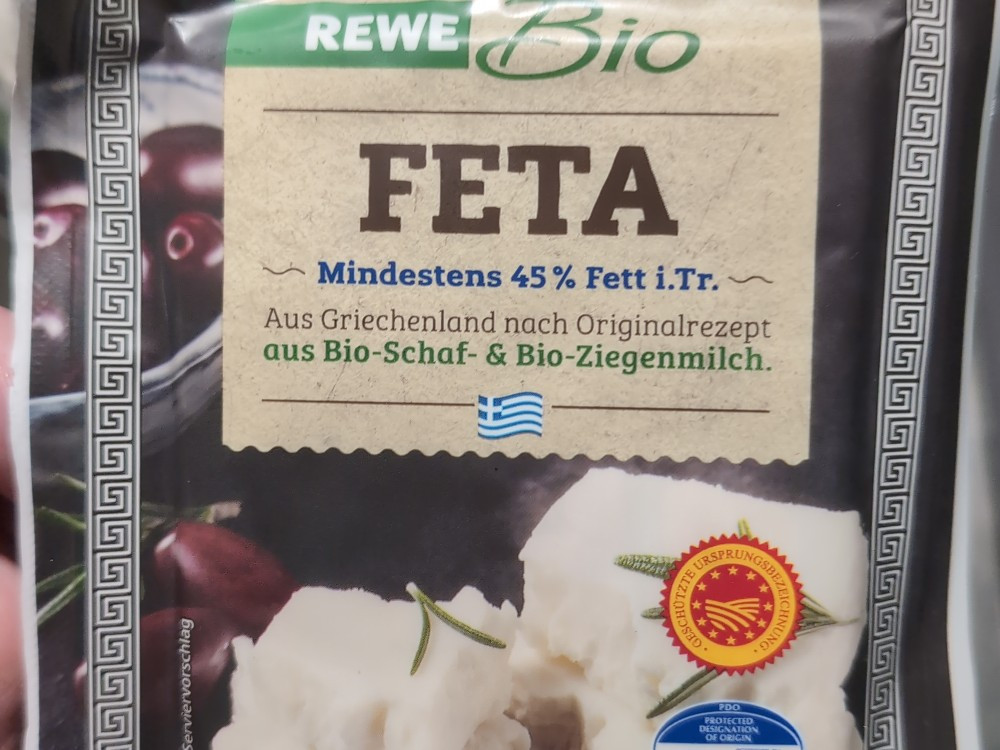 REWE Bio
FETA
Mindestens 45 % Fett i.Tr.
Aus Griechenland nach Originalrezept
aus Bio-Schaf- & Bio-Ziegenmilch.
GESCHÜTZTE URSPRUNGSBEZEICHNUNG
Serviervorschlag
PDO
PROTECTED
DESIGNATION
OF ORIGIN